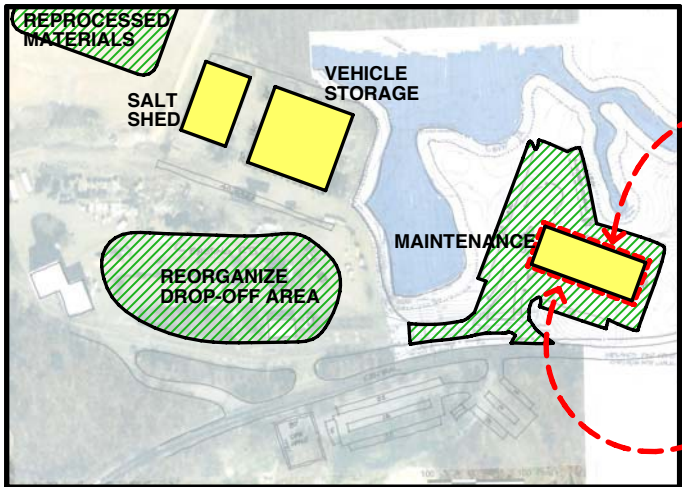 REPROCESSED
MATERIALS
SALT
SHED
VEHICLE
STORAGE
MAINTENANCE
REORGANIZE
DROP-OFF AREA